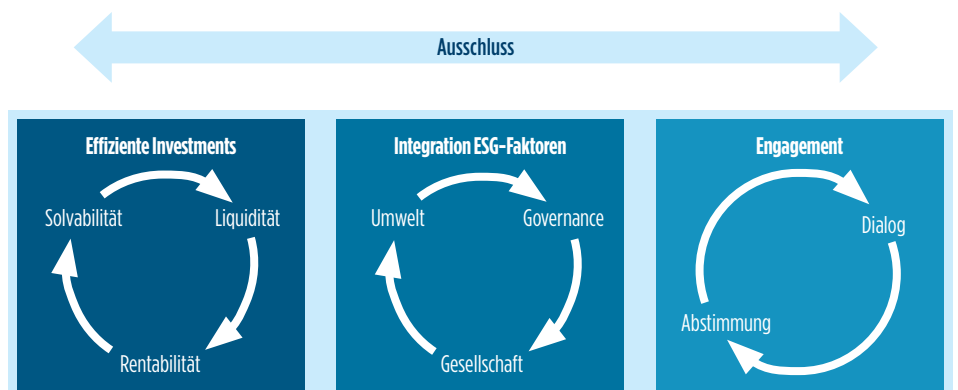 Ausschluss
Effiziente Investments
Solvabilität
Liquidität
Rentabilität
Integration ESG-Faktoren
Umwelt
Governance
Gesellschaft
Engagement
Dialog
Abstimmung